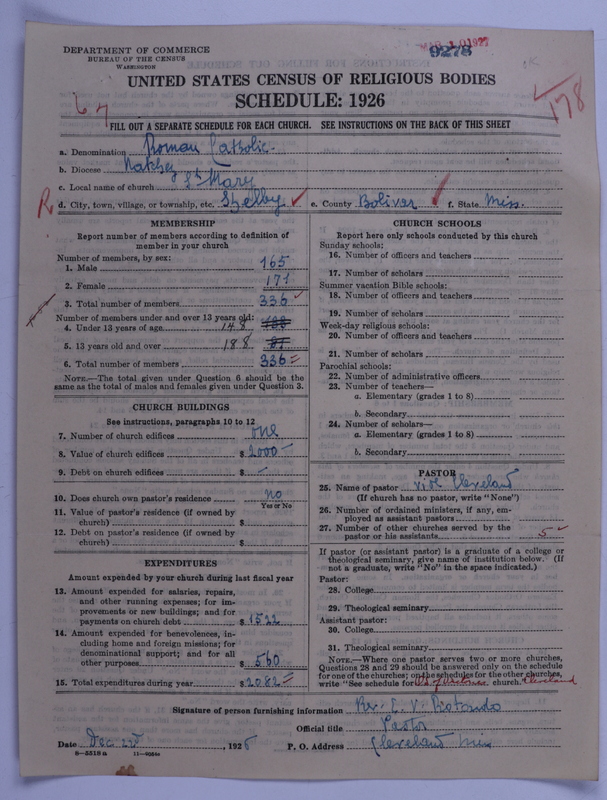 DEPARTMENT OF COMMERCE
BUREAU OF THE CENSUS
WASHINGTON
9278
UNITED STATES CENSUS OF RELIGIOUS BODIES
SCHEDULE: 1926
178
FILL OUT A SEPARATE SCHEDULE FOR EACH CHURCH. SEE INSTRUCTIONS ON THE BACK OF THIS SHEET
a. Denomination Roman Catholic
b. Diocese Natchez
c. Local name of church St Mary
R d. City, town, village, or township, etc. Shelby e. County Bolivar f. State Miss.
MEMBERSHIP
Report number of members according to definition of
member in your church
Number of members, by sex:
1. Male 165
2. Female 171
3. Total number of members 336
Number of members under and over 13 years old:
4. Under 13 years of age 148
5. 13 years old and over 188
6. Total number of members 336
NOTE.—The total given under Question 6 should be the
same as the total of males and females given under Question 3.
CHURCH BUILDINGS
See instructions, paragraphs 10 to 12
7. Number of church edifices one
8. Value of church edifices $ 2000 —
9. Debt on church edifices $ —
10. Does church own pastor's residence no
Yes or No
11. Value of pastor's residence (if owned by
church) $
12. Debt on pastor's residence (if owned by
church) $
EXPENDITURES
Amount expended by your church during last fiscal year
13. Amount expended for salaries, repairs,
and other running expenses; for im-
provements or new buildings; and for
payments on church debt $ 1522
14. Amount expended for benevolences, in-
cluding home and foreign missions; for
denominational support; and for all
other purposes $ 560
15. Total expenditures during year $ 2082
CHURCH SCHOOLS
Report here only schools conducted by this church
Sunday schools:
16. Number of officers and teachers
17. Number of scholars
Summer vacation Bible schools:
18. Number of officers and teachers
19. Number of scholars
Week-day religious schools:
20. Number of officers and teachers
21. Number of scholars
Parochial schools:
22. Number of administrative officers
23. Number of teachers—
a. Elementary (grades 1 to 8)
b. Secondary
24. Number of scholars—
a. Elementary (grades 1 to 8)
b. Secondary
PASTOR
25. Name of pastor vide Cleveland
(If church has no pastor, write "None")
26. Number of ordained ministers, if any, em-
ployed as assistant pastors
27. Number of other churches served by the
pastor or his assistants 5
If pastor (or assistant pastor) is a graduate of a college or
theological seminary, give name of institution below. (If
not a graduate, write "No" in the space indicated.)
Pastor:
28. College
29. Theological seminary
Assistant pastor:
30. College
31. Theological seminary
NOTE.—Where one pastor serves two or more churches,
Questions 28 and 29 should be answered only on the schedule
for one of the churches; on the schedules for the other churches,
write "See schedule for church. Cleveland
Signature of person furnishing information Rev. E. V.
Official title Pastor
Date Dec 22d, 1926 P. O. Address Cleveland Miss